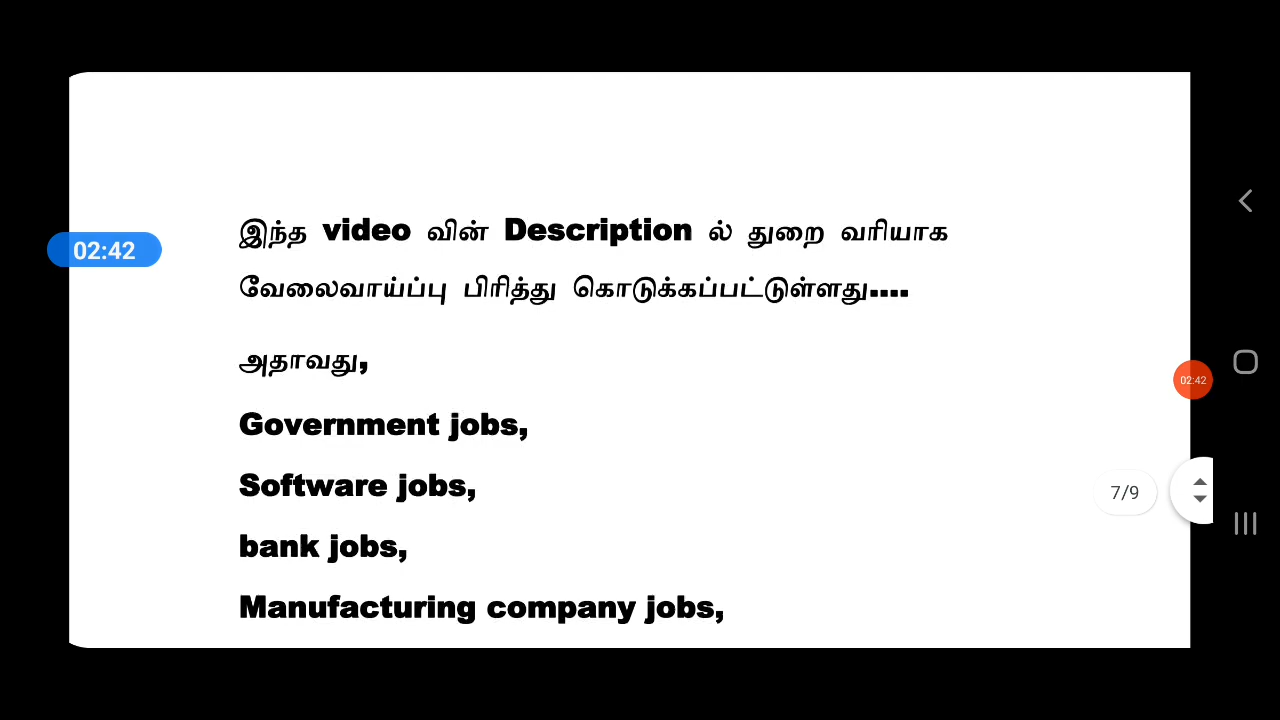 இந்த video வின் Description ல் துறை வரியாக
02:42
வேலைவாய்ப்பு பிரித்து கொடுக்கப்பட்டுள்ளது....
அதாவது,
02:42
Government jobs,
Software jobs,
7/9
bank jobs,
Manufacturing company jobs,